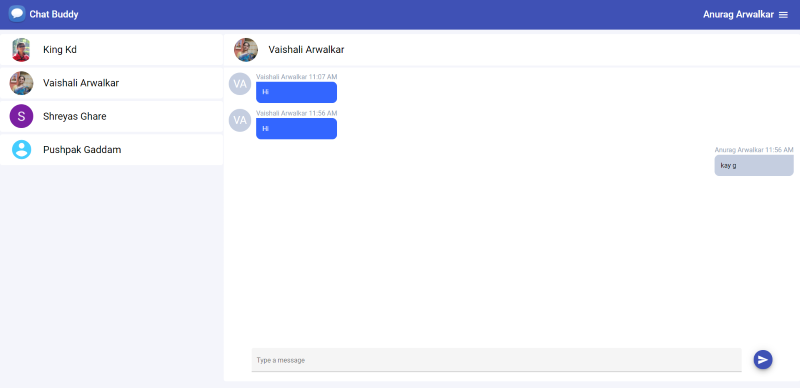 Chat Buddy
Anurag Arwalkar
King Kd
Vaishali Arwalkar
S
Shreyas Ghare
Pushpak Gaddam
Vaishali Arwalkar
VA
Vaishali Arwalkar 11:07 AM
Hi
VA
Vaishali Arwalkar 11:56 AM
Hi
Anurag Arwalkar 11:56 AM
kay g
Type a message